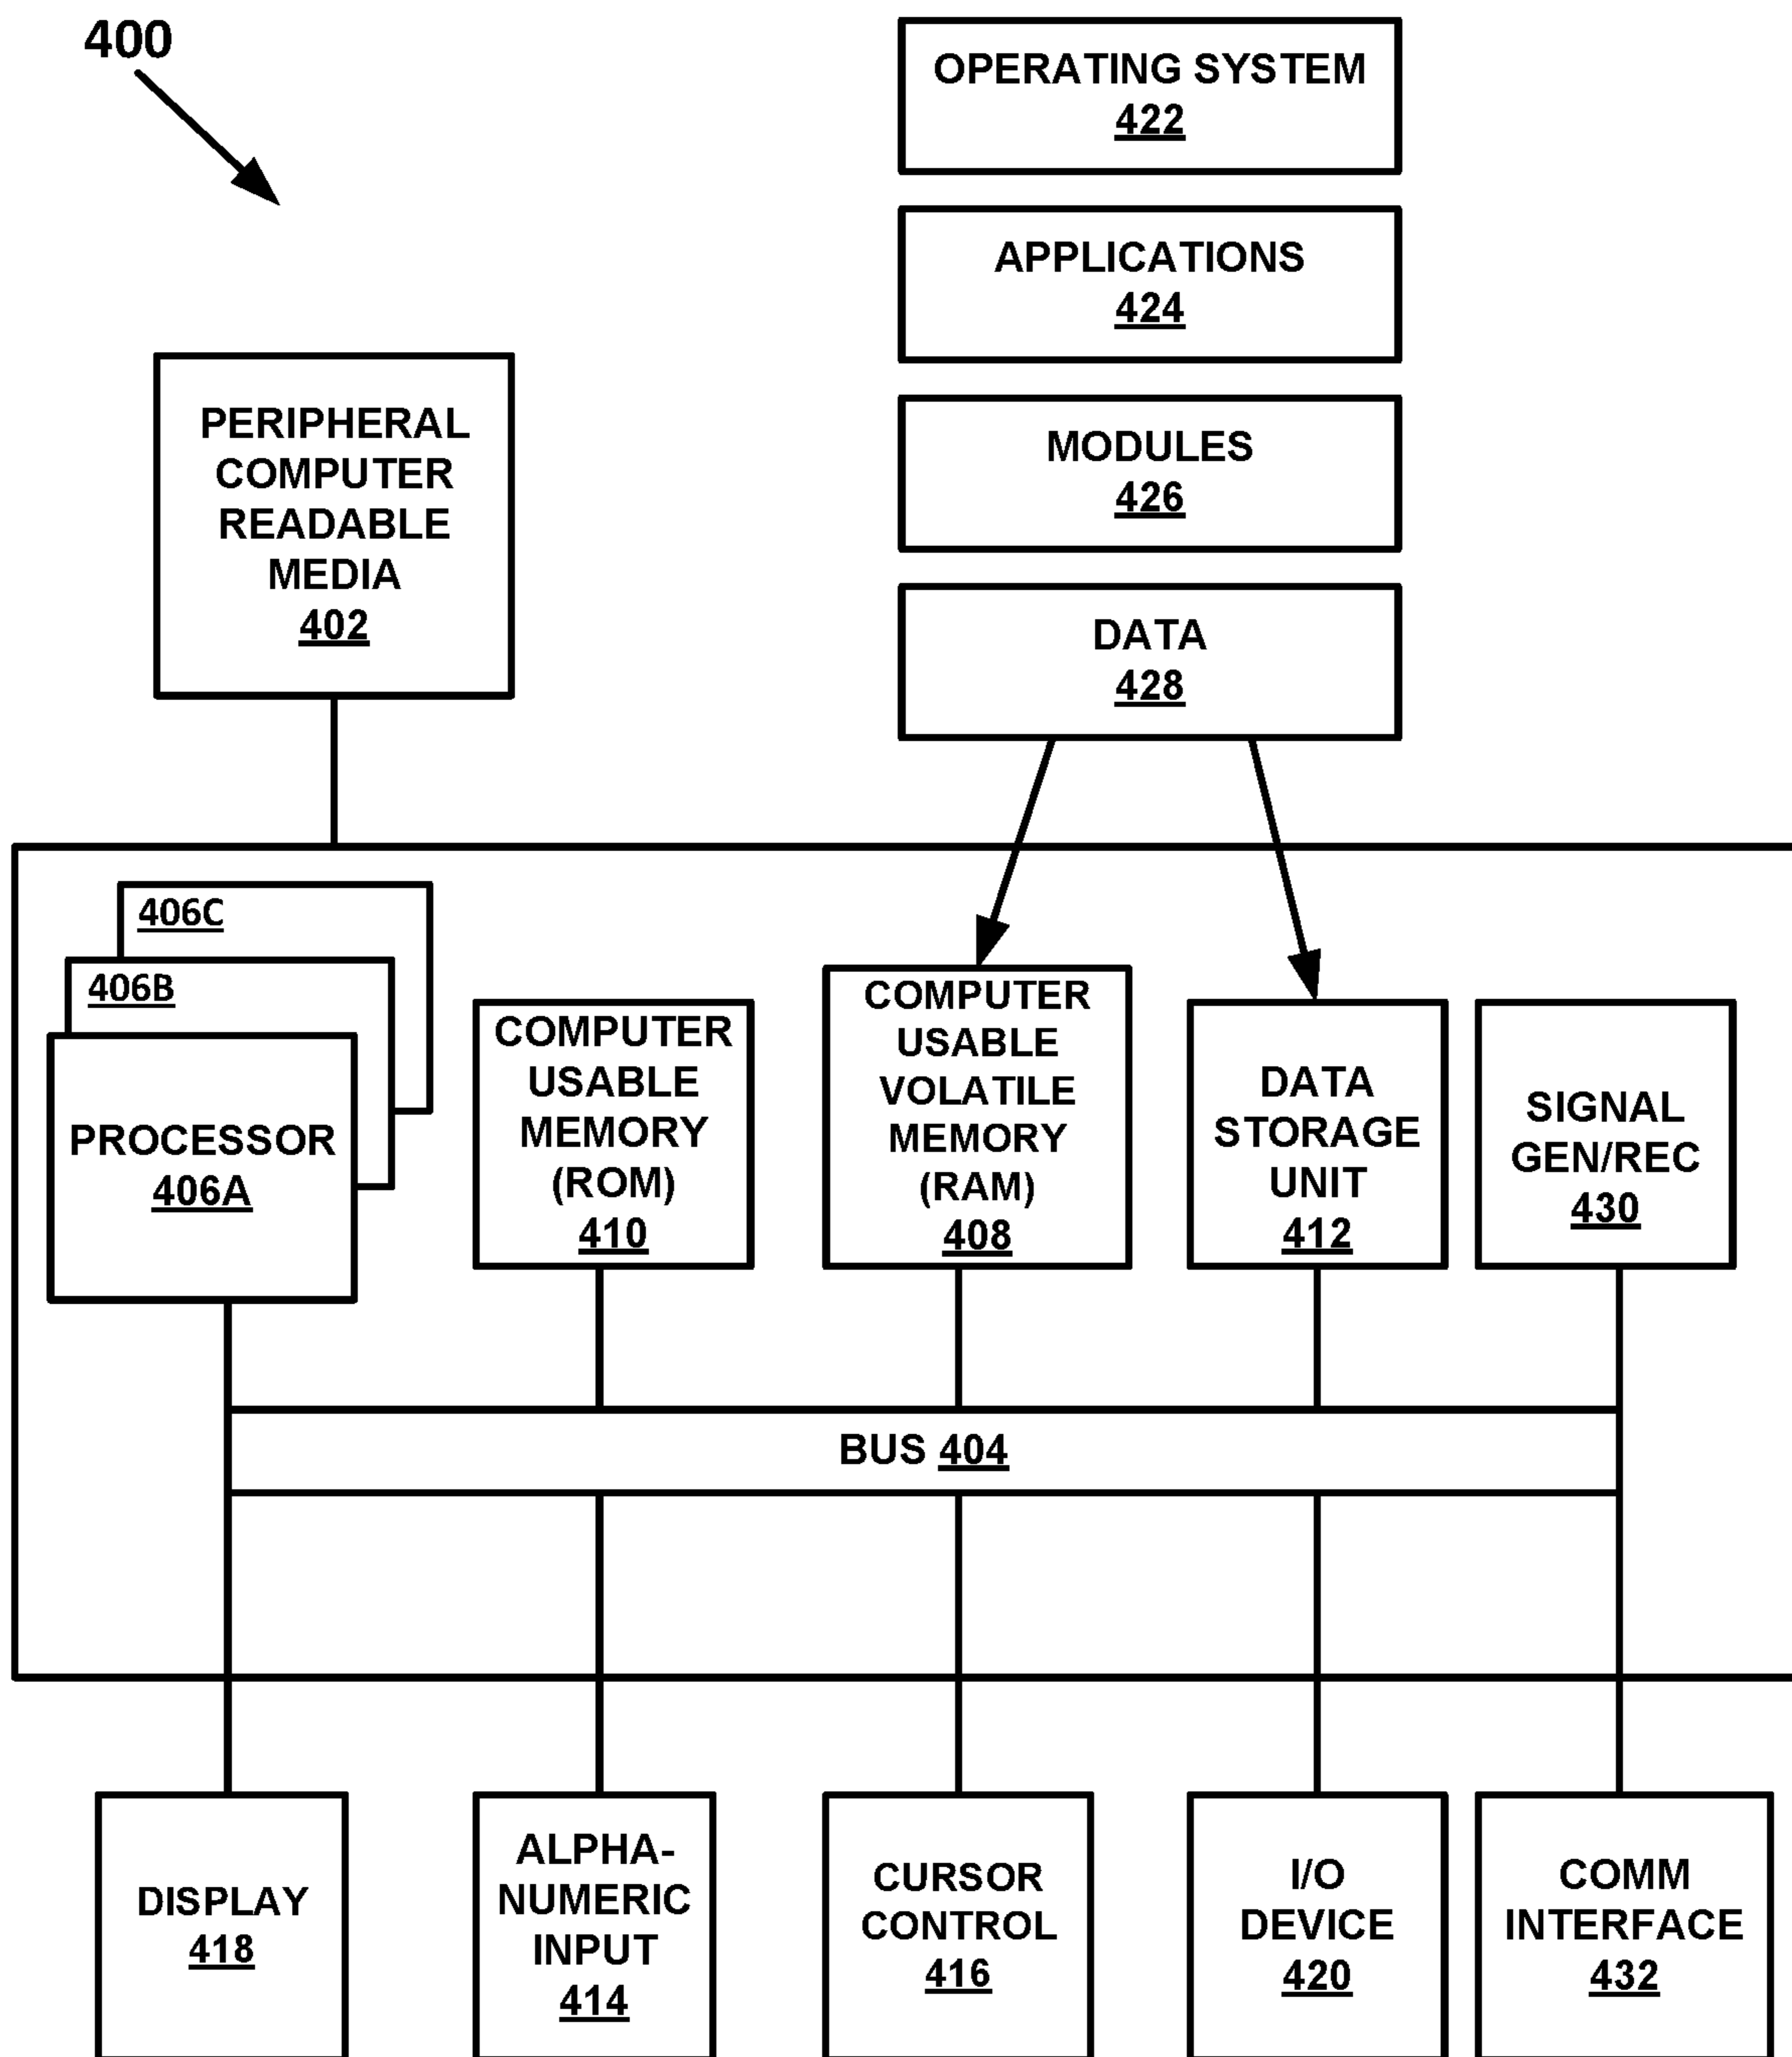 400
OPERATING SYSTEM
422
APPLICATIONS
424
MODULES
426
DATA
428
PERIPHERAL
COMPUTER
READABLE
MEDIA
402
406C
406B
PROCESSOR
406A
COMPUTER
USABLE
MEMORY
(ROM)
410
COMPUTER
USABLE
VOLATILE
MEMORY
(RAM)
408
DATA
STORAGE
UNIT
412
SIGNAL
GEN/REC
430
BUS 404
DISPLAY
418
ALPHA-
NUMERIC
INPUT
414
CURSOR
CONTROL
416
I/O
DEVICE
420
COMM
INTERFACE
432